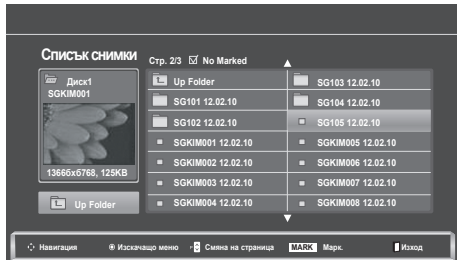 Списък снимки
Стр. 2/3 No Marked
Диск1
SGKIM001
13666x6768, 125KB
Up Folder
Up Folder
SG101 12.02.10
SG102 12.02.10
SGKIM001 12.02.10
SGKIM002 12.02.10
SGKIM003 12.02.10
SGKIM004 12.02.10
SG103 12.02.10
SG104 12.02.10
SG105 12.02.10
SGKIM005 12.02.10
SGKIM006 12.02.10
SGKIM007 12.02.10
SGKIM008 12.02.10
Навигация Изскачащо меню Смяна на страница MARK Марк. Изход